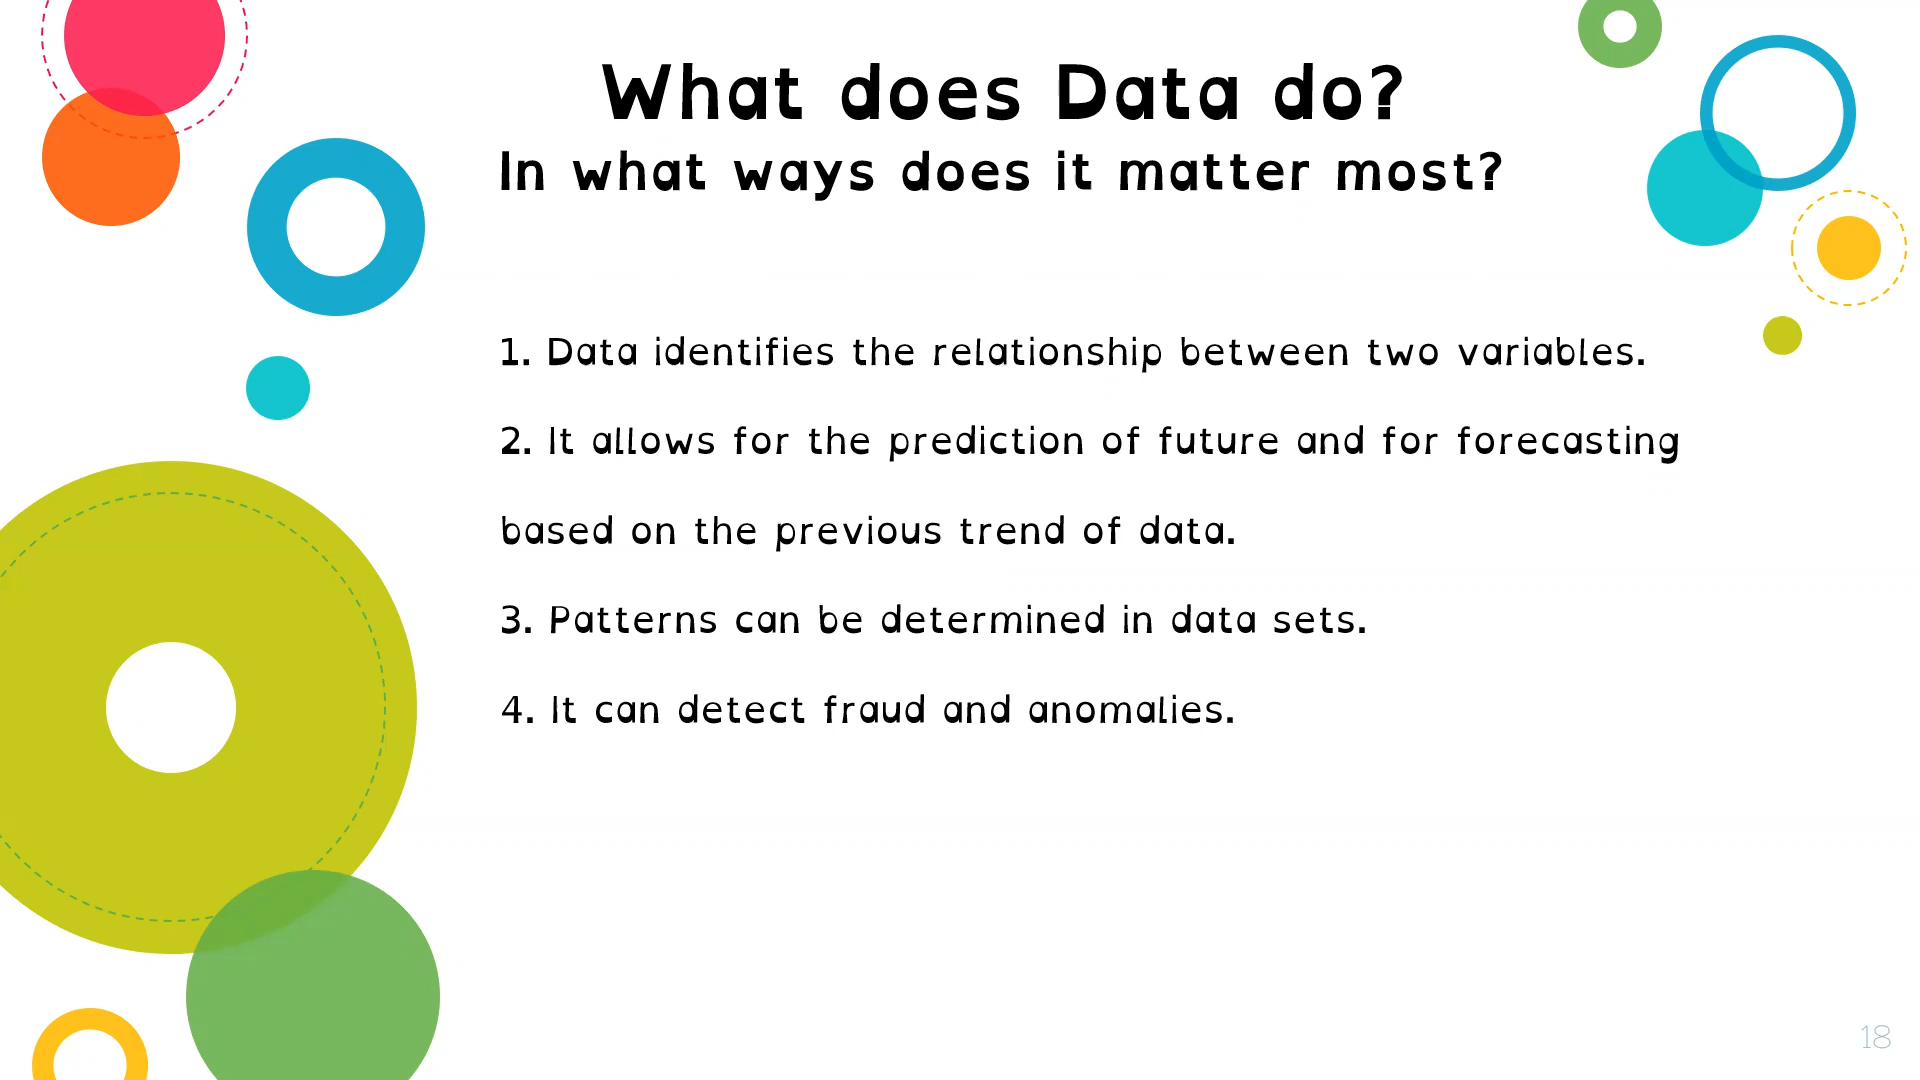 What does Data do?
In what ways does it matter most?
1. Data identifies the relationship between two variables.
2. It allows for the prediction of future and for forecasting
based on the previous trend of data.
3. Patterns can be determined in data sets.
4. It can detect fraud and anomalies.
18